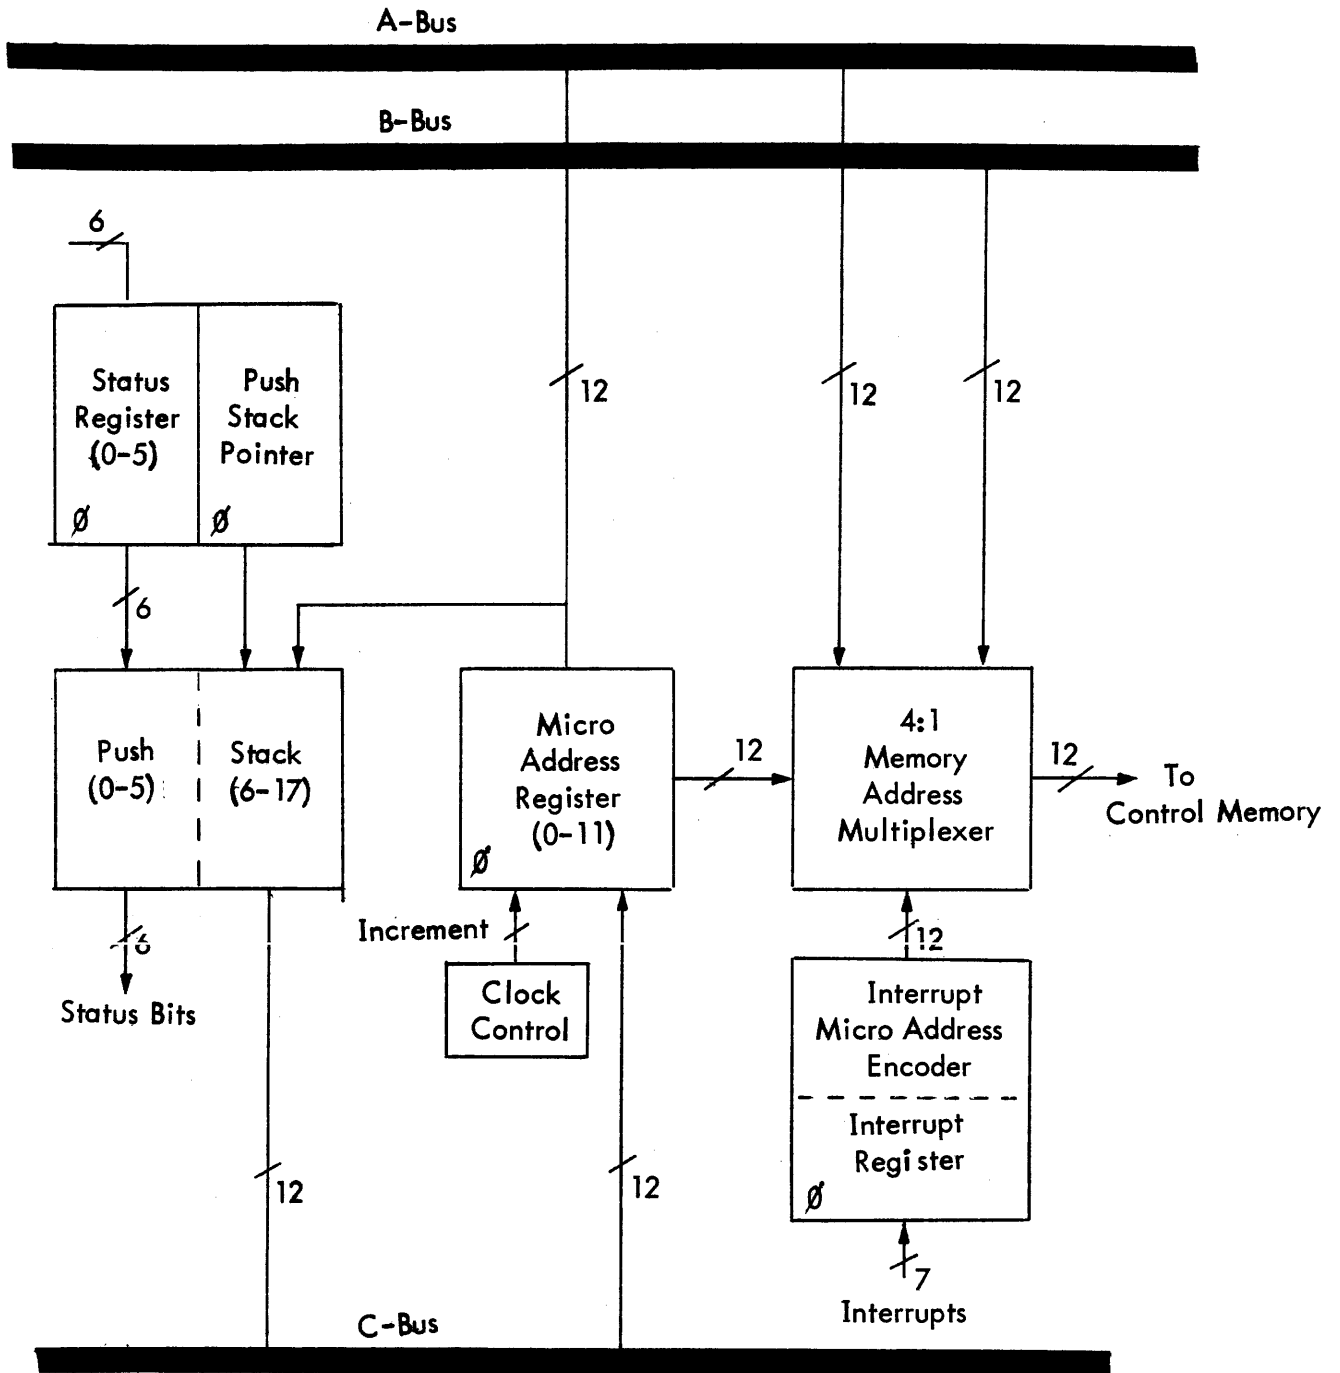 A-Bus
B-Bus
6
Status
Register
(0-5)
Ø
Push
Stack
Pointer
Ø
12
12
12
6
Push
(0-5)
Stack
(6-17)
Micro
Address
Register
(0-11)
Ø
12
4:1
Memory
Address
Multiplexer
12
To
Control Memory
6
Status Bits
Increment
Clock
Control
12
Interrupt
Micro Address
Encoder
Interrupt
Register
Ø
12
12
7
Interrupts
C-Bus